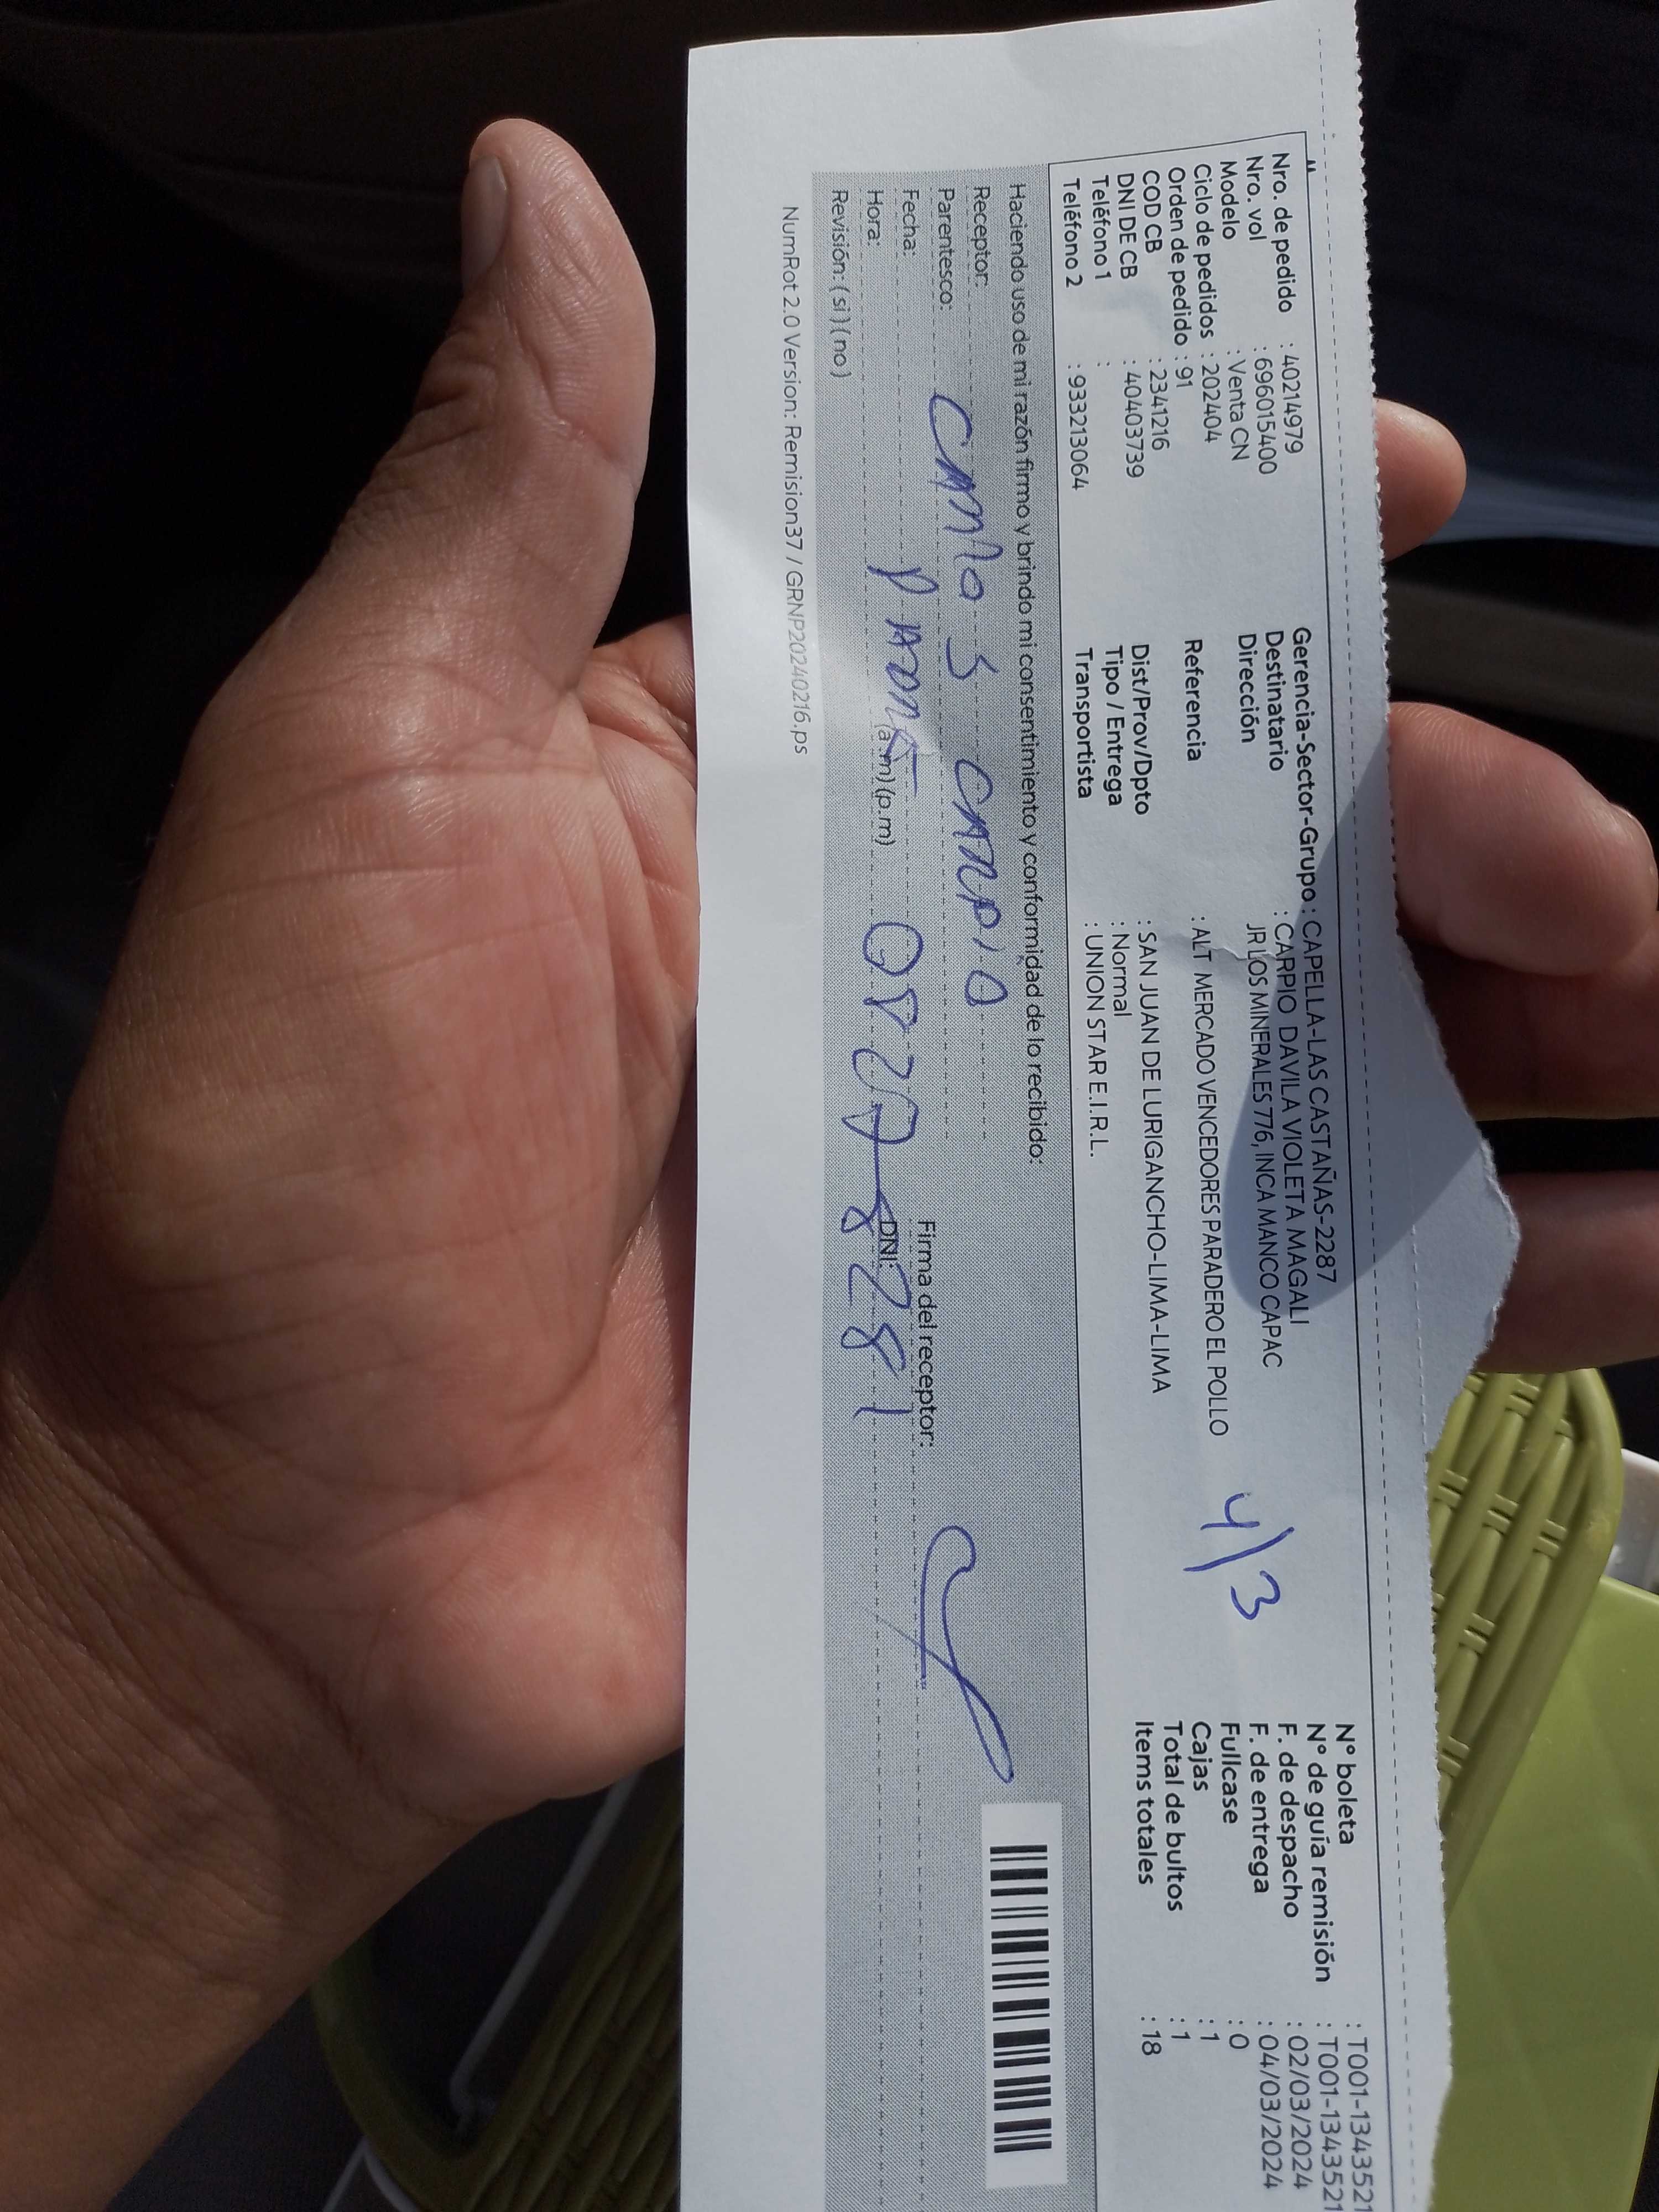 Nro. de pedido : 40214979
Nro. vol : 696015400
Modelo : Venta CN
Ciclo de pedidos : 202404
Orden de pedido : 91
COD CB : 2341216
DNI DE CB : 40403739
Teléfono 1 :
Teléfono 2 : 933213064
Gerencia-Sector-Grupo : CAPELLA-LAS CASTAÑAS-2287
Destinatario : CARPIO DAVILA VIOLETA MAGALI
Dirección JR LOS MINERALES 776, INCA MANCO CAPAC
Referencia : ALT MERCADO VENCEDORES PARADERO EL POLLO
Dist/Prov/Dpto : SAN JUAN DE LURIGANCHO-LIMA-LIMA
Tipo / Entrega : Normal
Transportista : UNION STAR E.I.R.L.
4/3
N° boleta : T001-1343521
N° de guía remisión : T001-1343521
F. de despacho : 02/03/2024
F. de entrega : 04/03/2024
Fullcase : 0
Cajas : 1
Total de bultos : 1
Items totales : 18
Haciendo uso de mi razón firmo y brindo mi consentimiento y conformidad de lo recibido:
Receptor: CARPIO
Parentesco:
Fecha:
Hora: (a.m) (p.m)
Revisión: ( si ) ( no )
Firma del receptor:
DNI:
NumRot 2.0 Version: Remision37 / GRNP20240216.ps